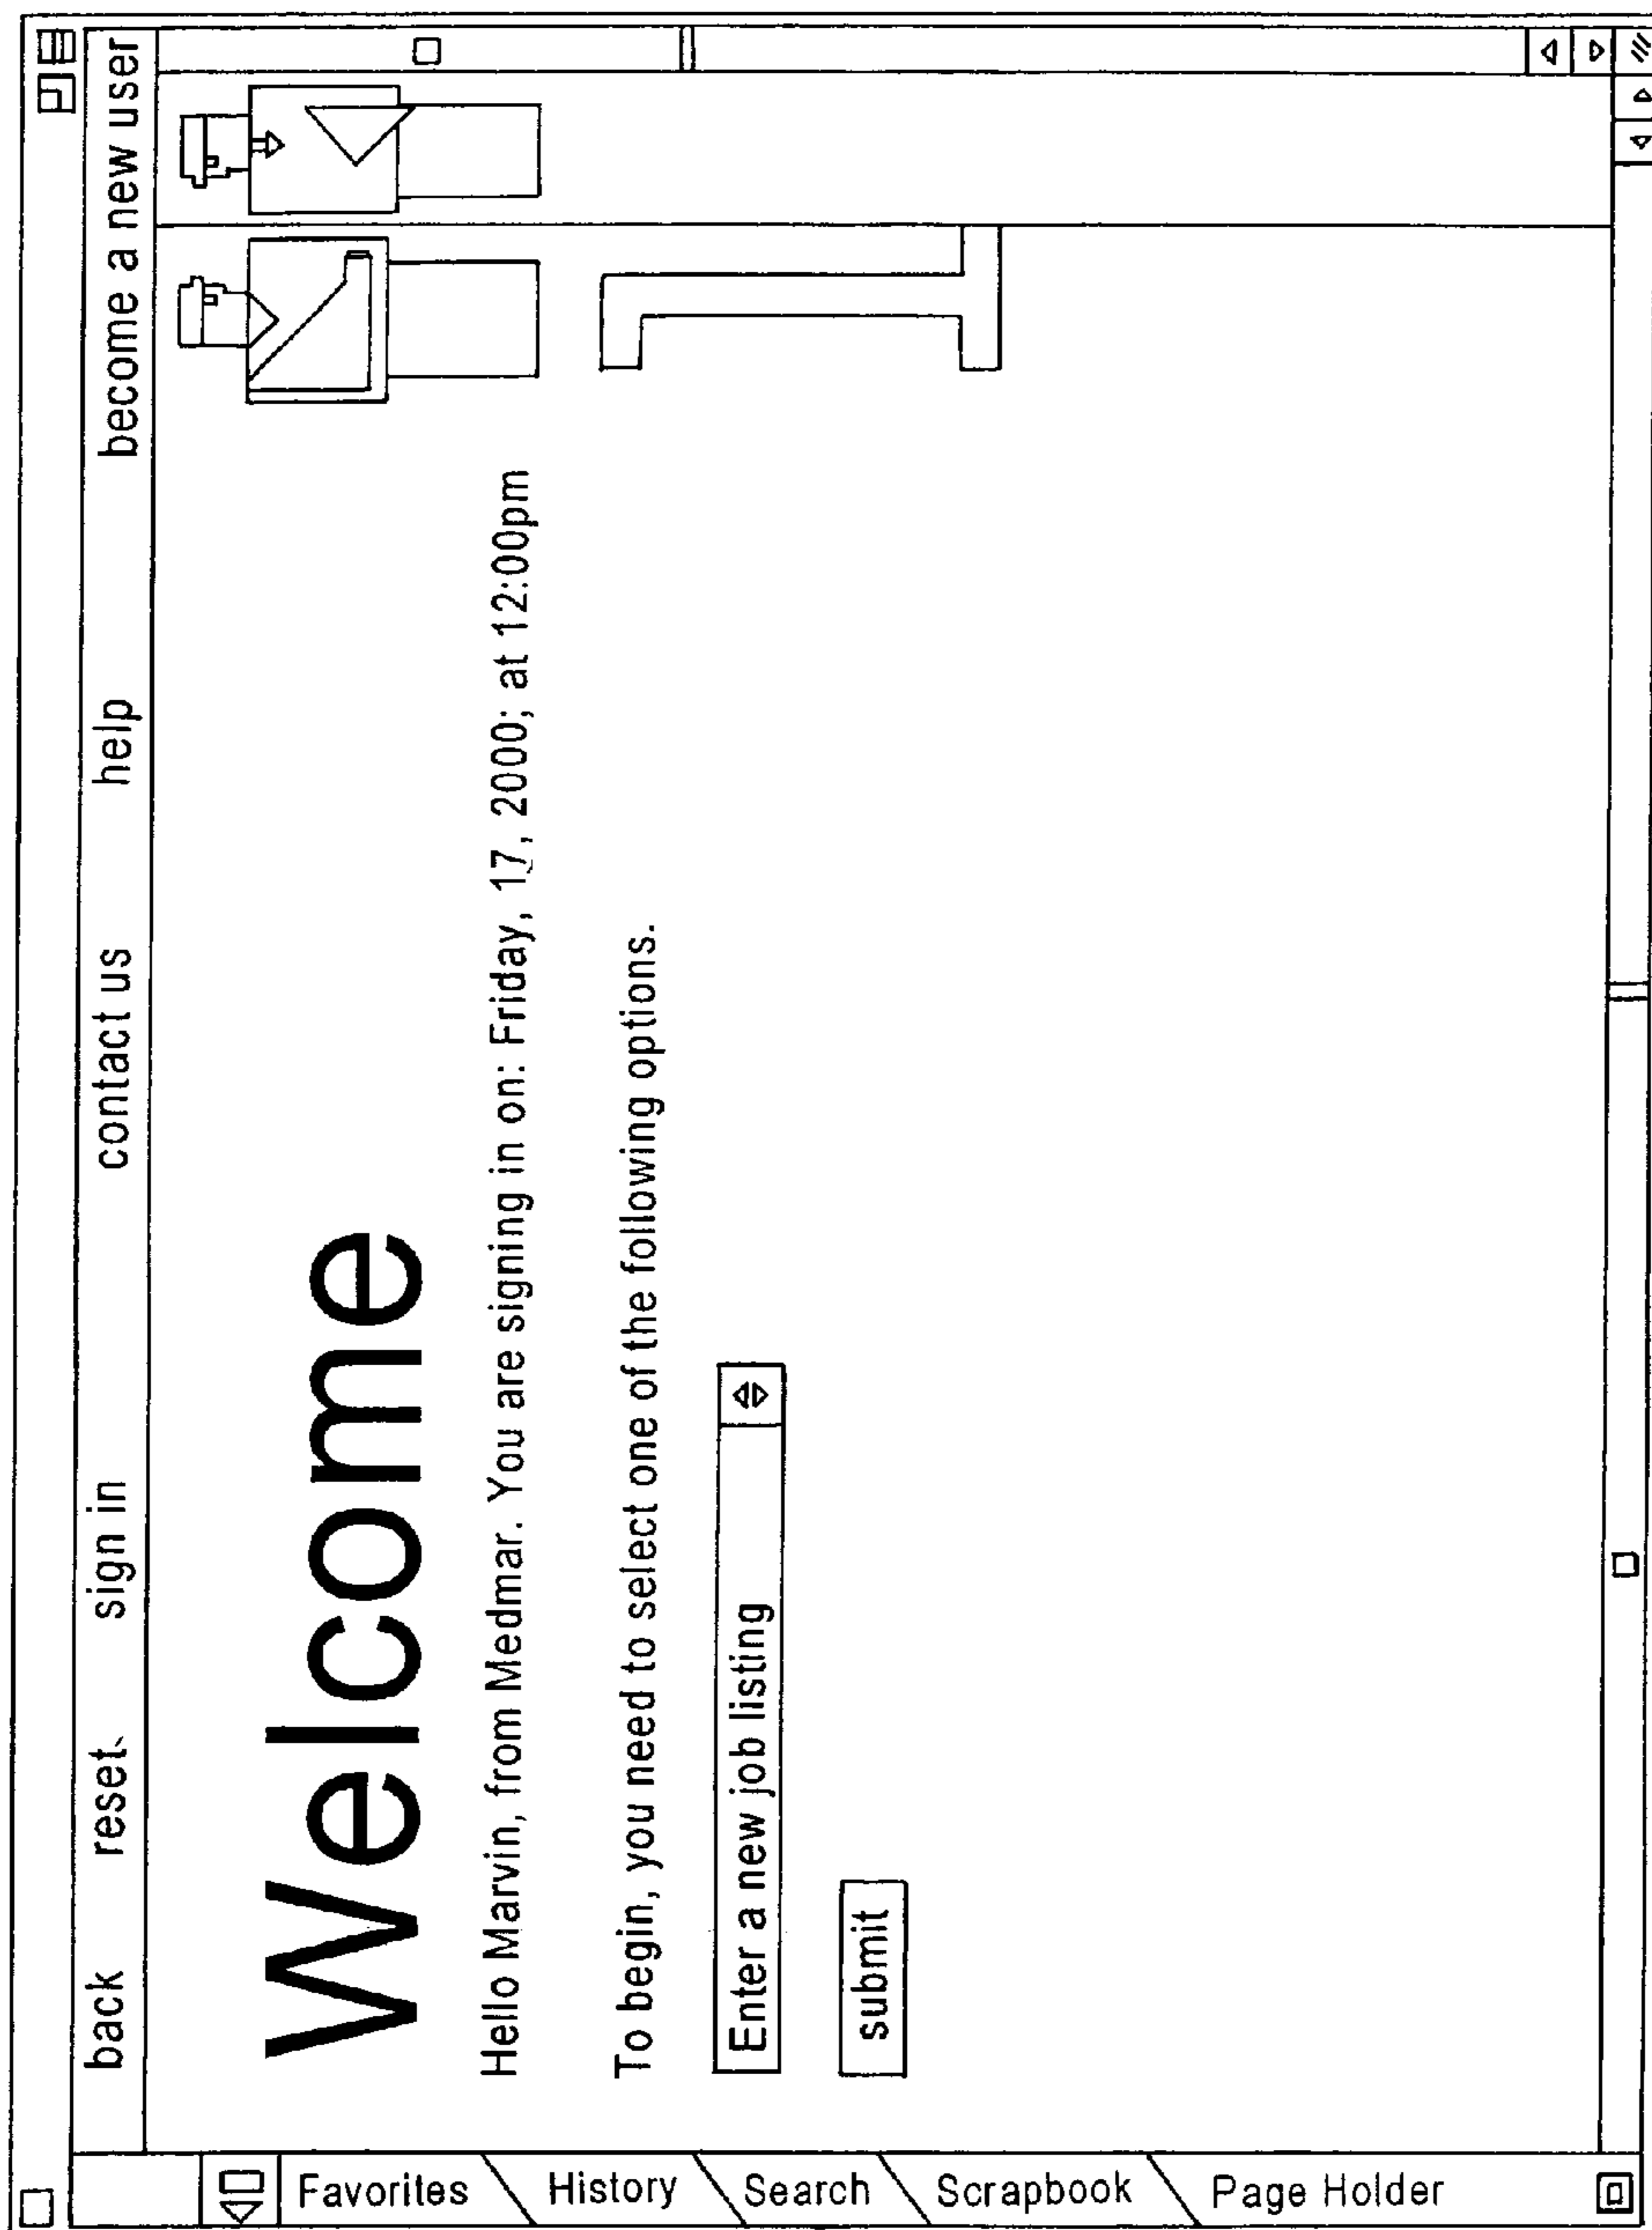 back reset sign in contact us help become a new user
Welcome
Hello Marvin, from Medmar. You are signing in on: Friday, 17, 2000; at 12:00pm
To begin, you need to select one of the following options.
Enter a new job listing
submit
Favorites
History
Search
Scrapbook
Page Holder